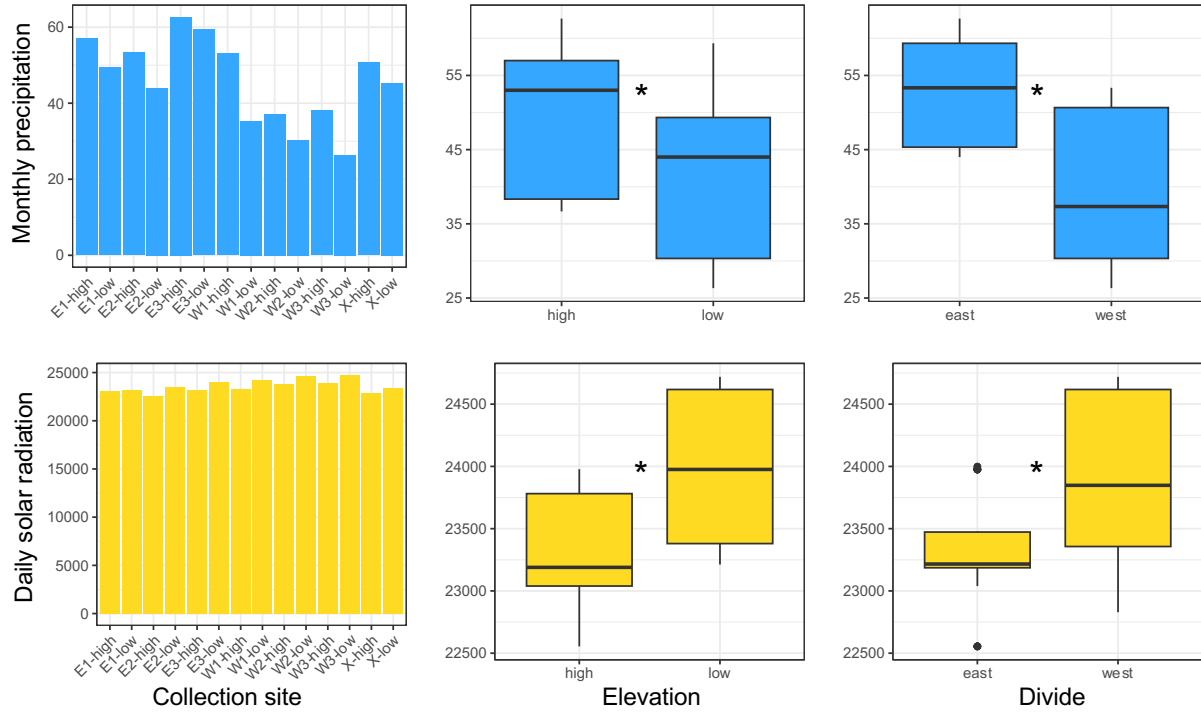 Monthly precipitation
60
40
20
0
E1-high
E1-low
E2-high
E2-low
E3-high
E3-low
W1-high
W1-low
W2-high
W2-low
W3-high
W3-low
X-high
X-low
55
45
35
25
*
high
low
55
45
35
25
*
east
west
Daily solar radiation
25000
20000
15000
10000
5000
0
E1-high
E1-low
E2-high
E2-low
E3-high
E3-low
W1-high
W1-low
W2-high
W2-low
W3-high
W3-low
X-high
X-low
Collection site
24500
24000
23500
23000
22500
*
high
low
Elevation
24500
24000
23500
23000
22500
*
east
west
Divide